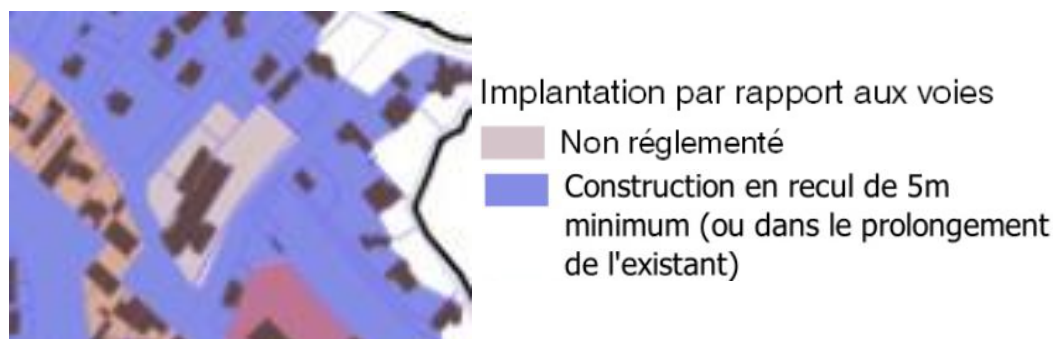 Implantation par rapport aux voies
Non réglementé
Construction en recul de 5m
minimum (ou dans le prolongement
de l'existant)